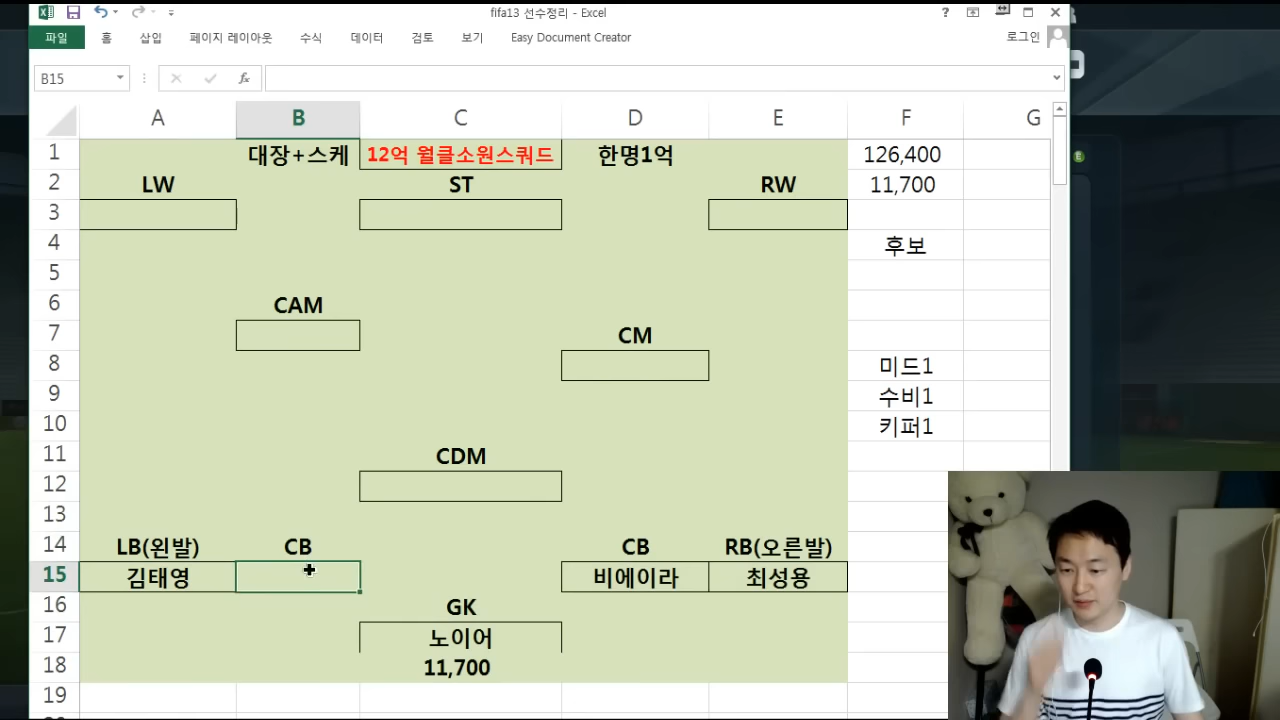 fifa13 선수정리 - Excel
?
파일 홈 삽입 페이지 레이아웃 수식 데이터 검토 보기 Easy Document Creator 로그인
B15 fx
A B C D E F G
1 대장+스케 12억 월클소원스쿼드 한명1억 126,400
2 LW ST RW 11,700
3
4 후보
5
6 CAM
7 CM
8 미드1
9 수비1
10 키퍼1
11 CDM
12
13
14 LB(왼발) CB CB RB(오른발)
15 김태영 비에이라 최성용
16 GK
17 노이어
18 11,700
19